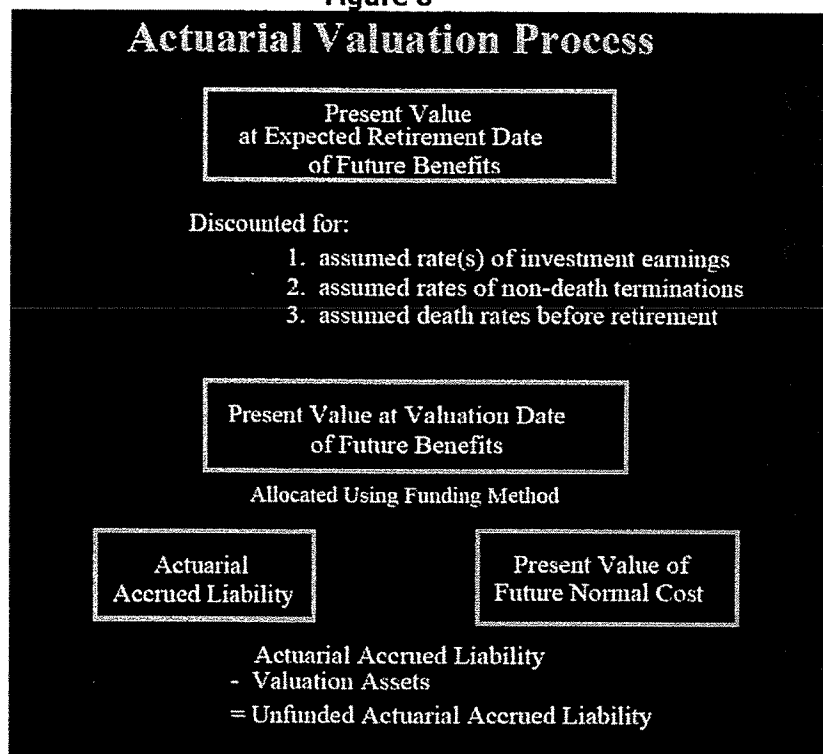 Figure 8
Actuarial Valuation Process
Present Value
at Expected Retirement Date
of Future Benefits
Discounted for:
1. assumed rate(s) of investment earnings
2. assumed rates of non-death terminations
3. assumed death rates before retirement
Present Value at Valuation Date
of Future Benefits
Allocated Using Funding Method
Actuarial
Accrued Liability
Present Value of
Future Normal Cost
Actuarial Accrued Liability
- Valuation Assets
= Unfunded Actuarial Accrued Liability